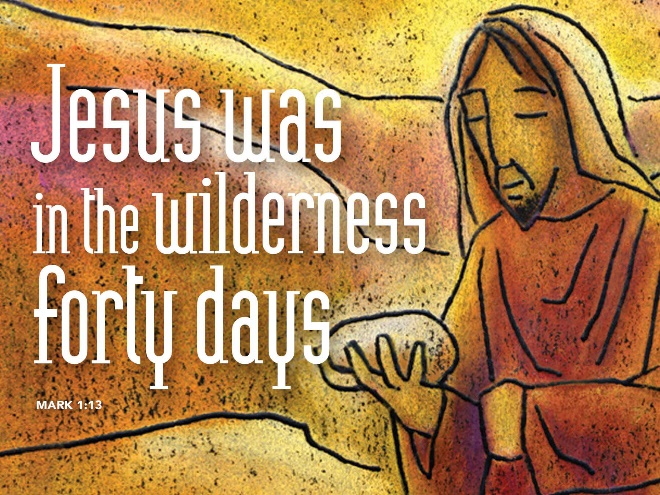 Jesus was
in the wilderness
forty days
MARK 1:13